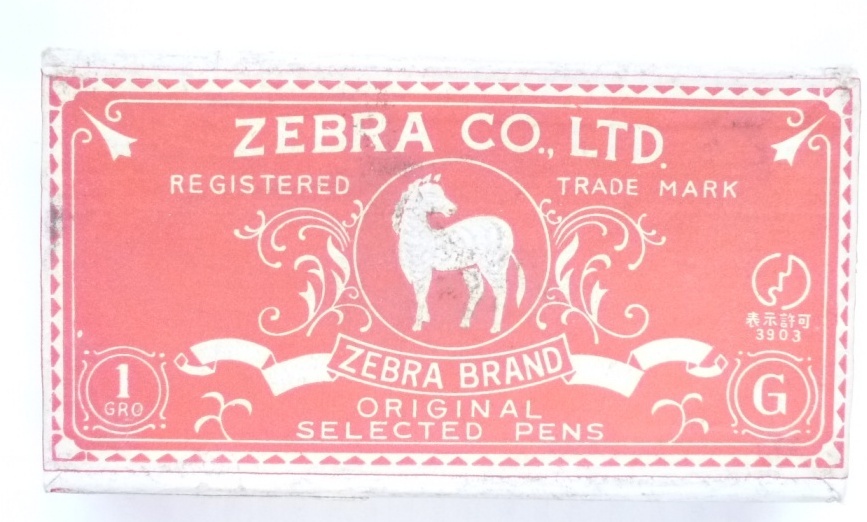 ZEBRA CO., LTD.
REGISTERED TRADE MARK
表示許可
3903
ZEBRA BRAND
1
GRO
G
ORIGINAL
SELECTED PENS